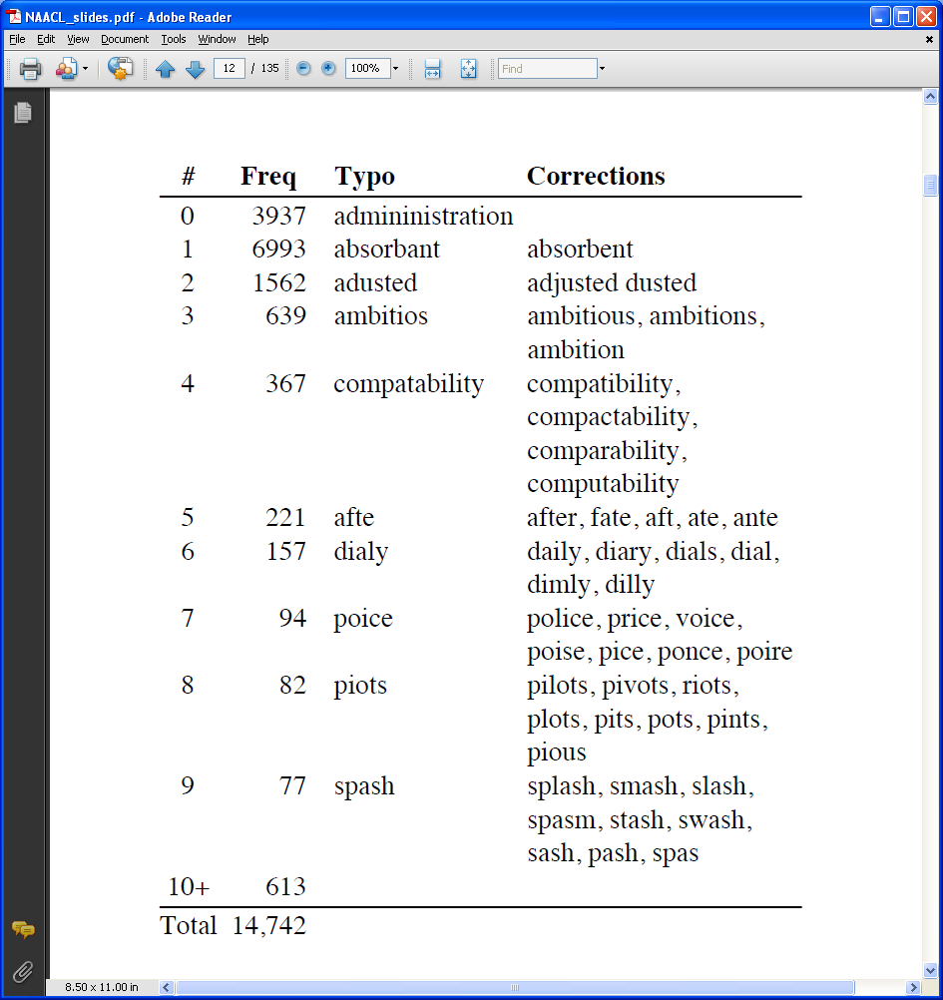 NAACL_slides.pdf - Adobe Reader
File Edit View Document Tools Window Help
12 / 135 100% Find
# Freq Typo Corrections
0 3937 admininistration
1 6993 absorbant absorbent
2 1562 adusted adjusted dusted
3 639 ambitios ambitious, ambitions,
ambition
4 367 compatability compatibility,
compactability,
comparability,
computability
5 221 afte after, fate, aft, ate, ante
6 157 dialy daily, diary, dials, dial,
dimly, dilly
7 94 poice police, price, voice,
poise, pice, ponce, poire
8 82 piots pilots, pivots, riots,
plots, pits, pots, pints,
pious
9 77 spash splash, smash, slash,
spasm, stash, swash,
sash, pash, spas
10+ 613
Total 14,742
8.50 x 11.00 in